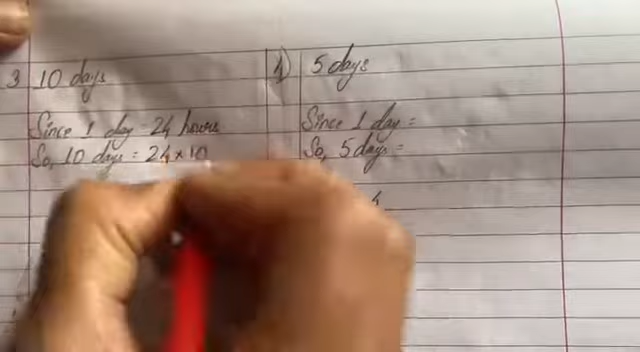 3 10 days
Since 1 day = 24 hours
So, 10 days = 24 × 10
4) 5 days
Since 1 day =
So, 5 days =